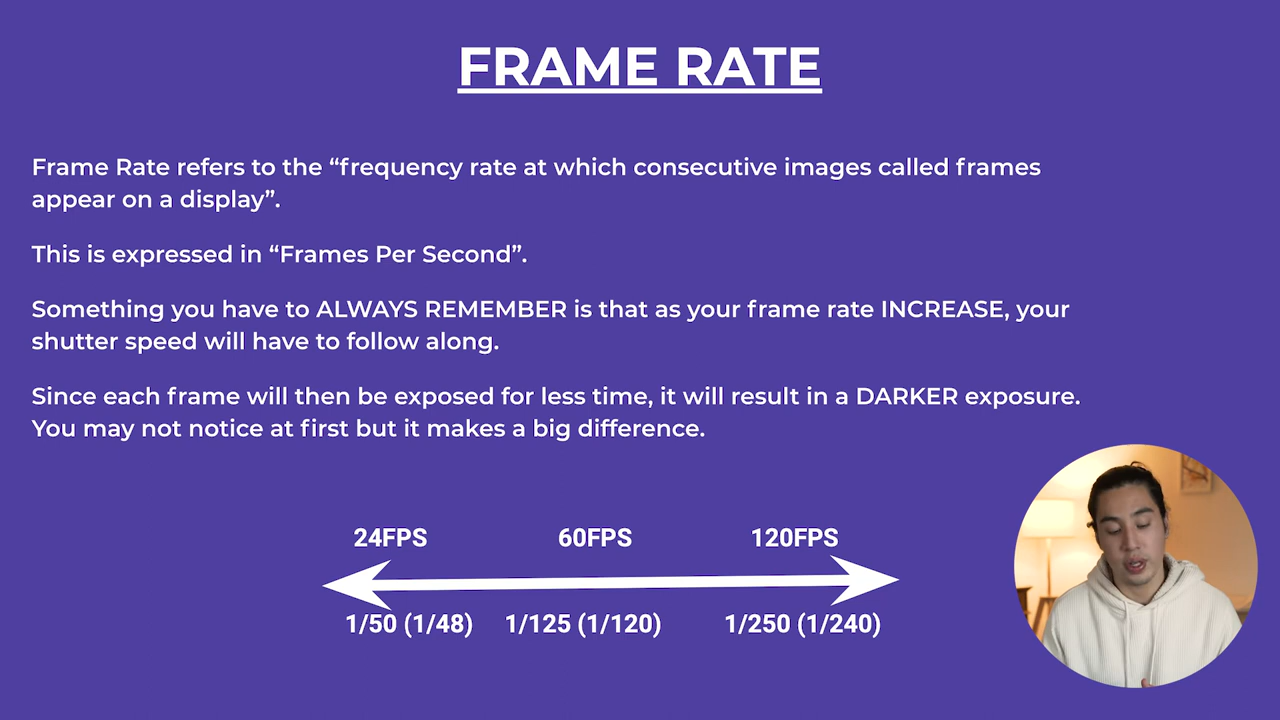 FRAME RATE
Frame Rate refers to the “frequency rate at which consecutive images called frames
appear on a display”.
This is expressed in “Frames Per Second”.
Something you have to ALWAYS REMEMBER is that as your frame rate INCREASE, your
shutter speed will have to follow along.
Since each frame will then be exposed for less time, it will result in a DARKER exposure.
You may not notice at first but it makes a big difference.
24FPS 60FPS 120FPS
1/50 (1/48) 1/125 (1/120) 1/250 (1/240)